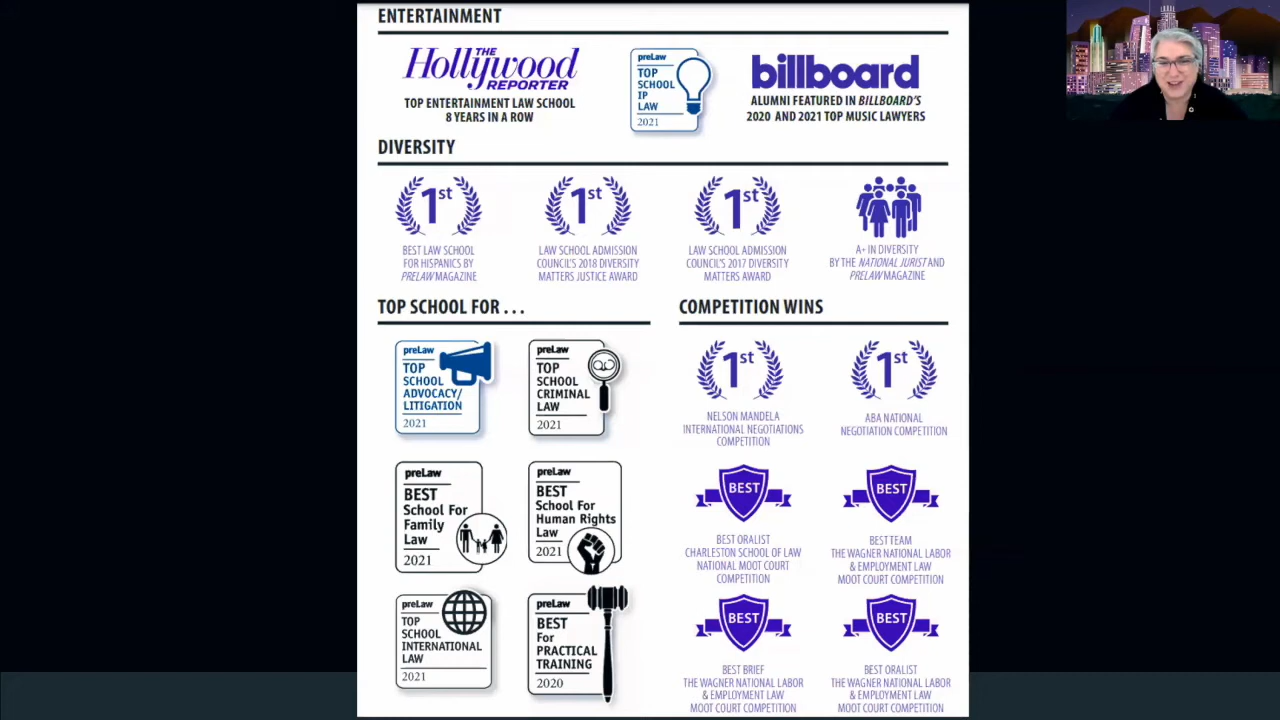 ENTERTAINMENT
THE
Hollywood
REPORTER
TOP ENTERTAINMENT LAW SCHOOL
8 YEARS IN A ROW
preLaw
TOP
SCHOOL
IP
LAW
2021
billboard
ALUMNI FEATURED IN BILLBOARD'S
2020 AND 2021 TOP MUSIC LAWYERS
DIVERSITY
1st
BEST LAW SCHOOL
FOR HISPANICS BY
PRELAW MAGAZINE
1st
LAW SCHOOL ADMISSION
COUNCIL'S 2018 DIVERSITY
MATTERS JUSTICE AWARD
1st
LAW SCHOOL ADMISSION
COUNCIL'S 2017 DIVERSITY
MATTERS AWARD
A+ IN DIVERSITY
BY THE NATIONAL JURIST AND
PRELAW MAGAZINE
TOP SCHOOL FOR . . .
preLaw
TOP
SCHOOL
ADVOCACY/
LITIGATION
2021
preLaw
TOP
SCHOOL
CRIMINAL
LAW
2021
preLaw
BEST
School For
Family
Law
2021
preLaw
BEST
School For
Human Rights
Law
2021
preLaw
TOP
SCHOOL
INTERNATIONAL
LAW
2021
preLaw
BEST
For
PRACTICAL
TRAINING
2020
COMPETITION WINS
1st
NELSON MANDELA
INTERNATIONAL NEGOTIATIONS
COMPETITION
1st
ABA NATIONAL
NEGOTIATION COMPETITION
BEST
BEST ORALIST
CHARLESTON SCHOOL OF LAW
NATIONAL MOOT COURT
COMPETITION
BEST
BEST TEAM
THE WAGNER NATIONAL LABOR
& EMPLOYMENT LAW
MOOT COURT COMPETITION
BEST
BEST BRIEF
THE WAGNER NATIONAL LABOR
& EMPLOYMENT LAW
MOOT COURT COMPETITION
BEST
BEST ORALIST
THE WAGNER NATIONAL LABOR
& EMPLOYMENT LAW
MOOT COURT COMPETITION